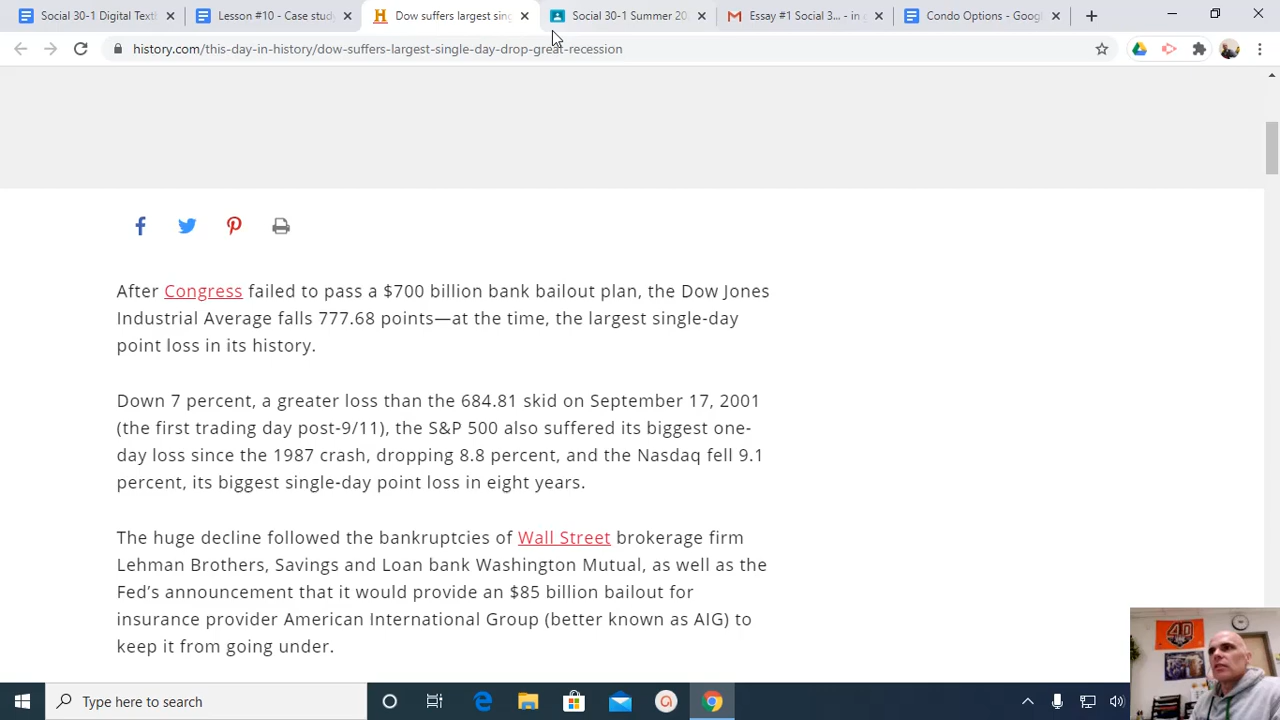 Social 30-1 Digital Textb
Lesson #10 - Case study
Dow suffers largest sing
Social 30-1 Summer 202
Essay #1 Social 3... - in g
Condo Options - Googl
history.com/this-day-in-history/dow-suffers-largest-single-day-drop-great-recession
After Congress failed to pass a $700 billion bank bailout plan, the Dow Jones
Industrial Average falls 777.68 points—at the time, the largest single-day
point loss in its history.
Down 7 percent, a greater loss than the 684.81 skid on September 17, 2001
(the first trading day post-9/11), the S&P 500 also suffered its biggest one-
day loss since the 1987 crash, dropping 8.8 percent, and the Nasdaq fell 9.1
percent, its biggest single-day point loss in eight years.
The huge decline followed the bankruptcies of Wall Street brokerage firm
Lehman Brothers, Savings and Loan bank Washington Mutual, as well as the
Fed's announcement that it would provide an $85 billion bailout for
insurance provider American International Group (better known as AIG) to
keep it from going under.
Type here to search